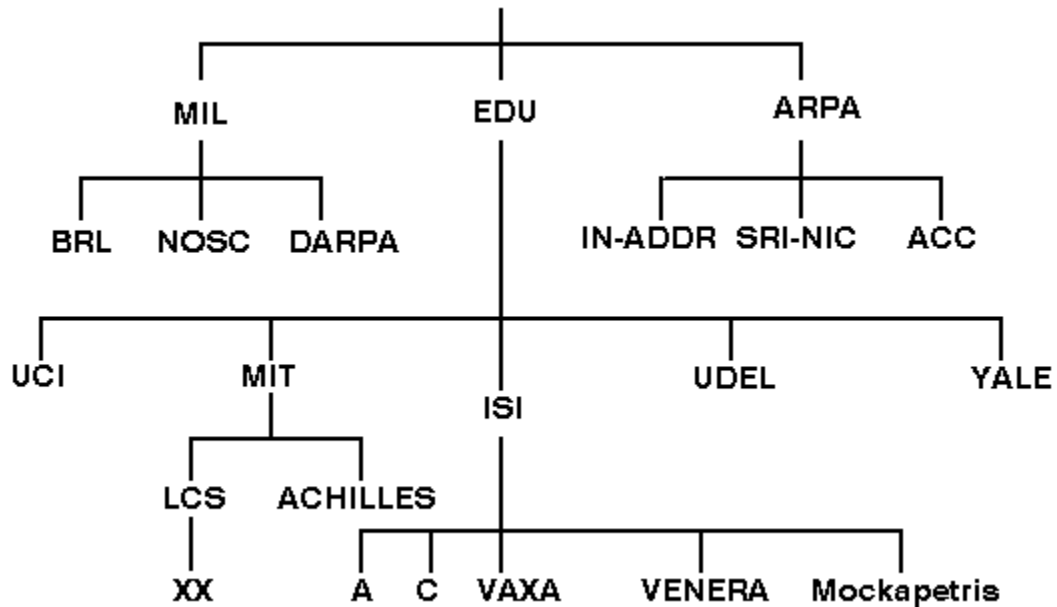 MIL EDU ARPA
BRL NOSC DARPA IN-ADDR SRI-NIC ACC
UCI MIT UDEL YALE
ISI
LCS ACHILLES
XX A C VAXA VENERA Mockapetris